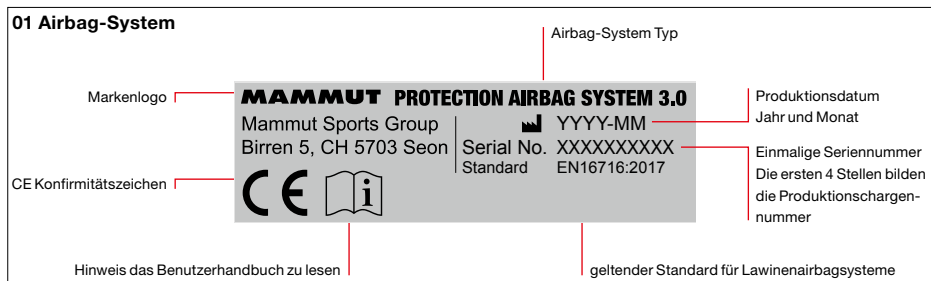 01 Airbag-System
Airbag-System Typ
Markenlogo
MAMMUT PROTECTION AIRBAG SYSTEM 3.0
Mammut Sports Group
YYYY-MM
Birren 5, CH 5703 Seon
Serial No. XXXXXXXXXX
Standard EN16716:2017
CE
i
Produktionsdatum
Jahr und Monat
Einmalige Seriennummer
Die ersten 4 Stellen bilden
die Produktionschargen-
nummer
CE Konfirmitätszeichen
Hinweis das Benutzerhandbuch zu lesen
geltender Standard für Lawinenairbagsysteme